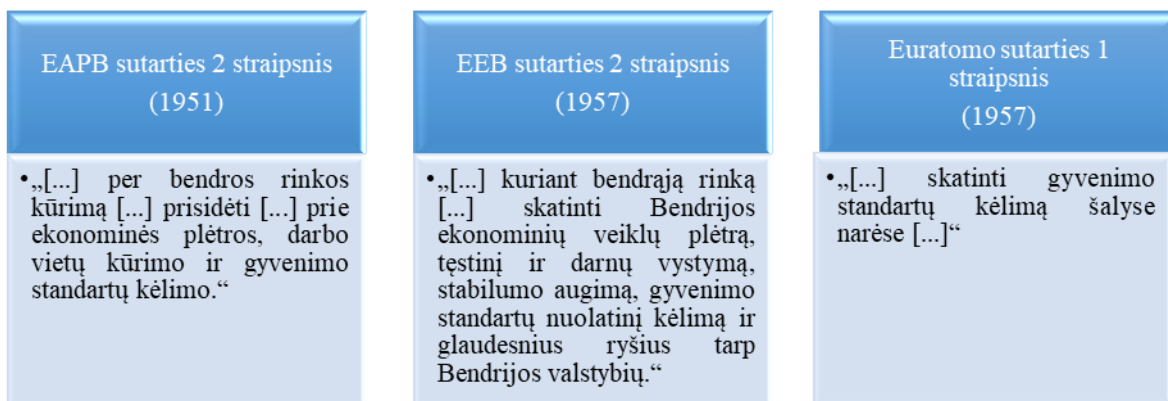 EAPB sutarties 2 straipsnis
(1951)
•„[...] per bendros rinkos
kūrimą [...] prisidėti [...] prie
ekonominės plėtros, darbo
vietų kūrimo ir gyvenimo
standartų kėlimo.“
EEB sutarties 2 straipsnis
(1957)
•„[...] kuriant bendrąją rinką
[...] skatinti Bendrijos
ekonominių veiklų plėtrą,
tęstinį ir darnų vystymą,
stabilumo augimą, gyvenimo
standartų nuolatinį kėlimą ir
glaudesnius ryšius tarp
Bendrijos valstybių.“
Euratomo sutarties 1
straipsnis
(1957)
•„[...] skatinti gyvenimo
standartų kėlimą šalyse
narėse [...]“